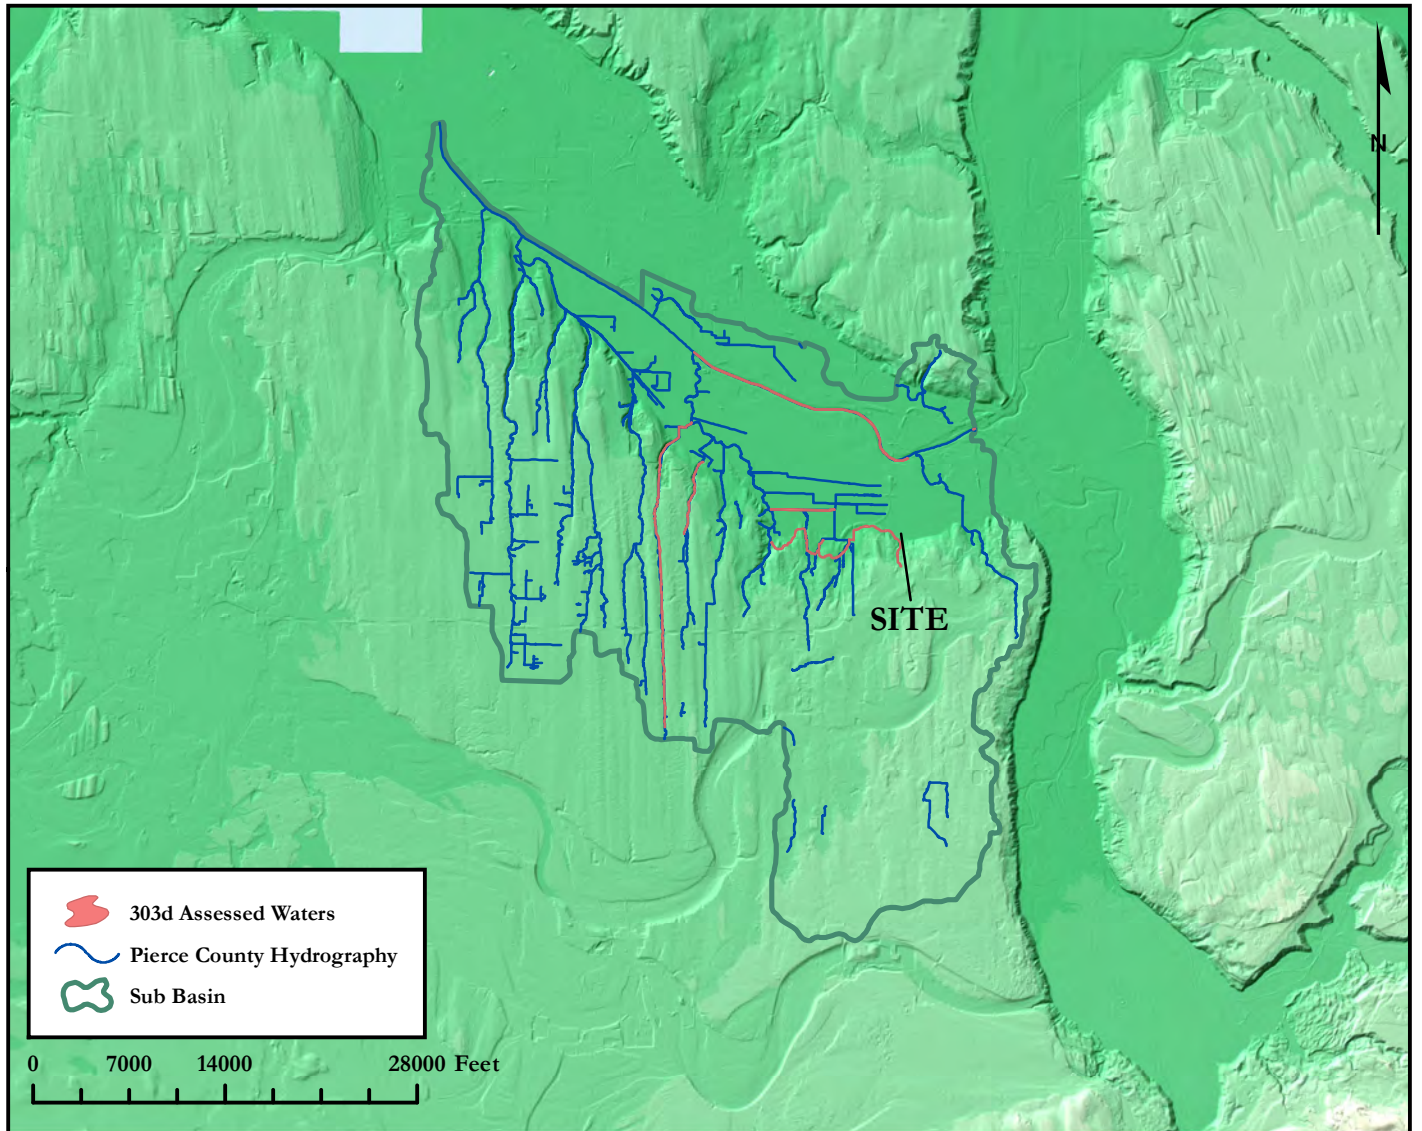 N
SITE
303d Assessed Waters
Pierce County Hydrography
Sub Basin
0 7000 14000 28000 Feet